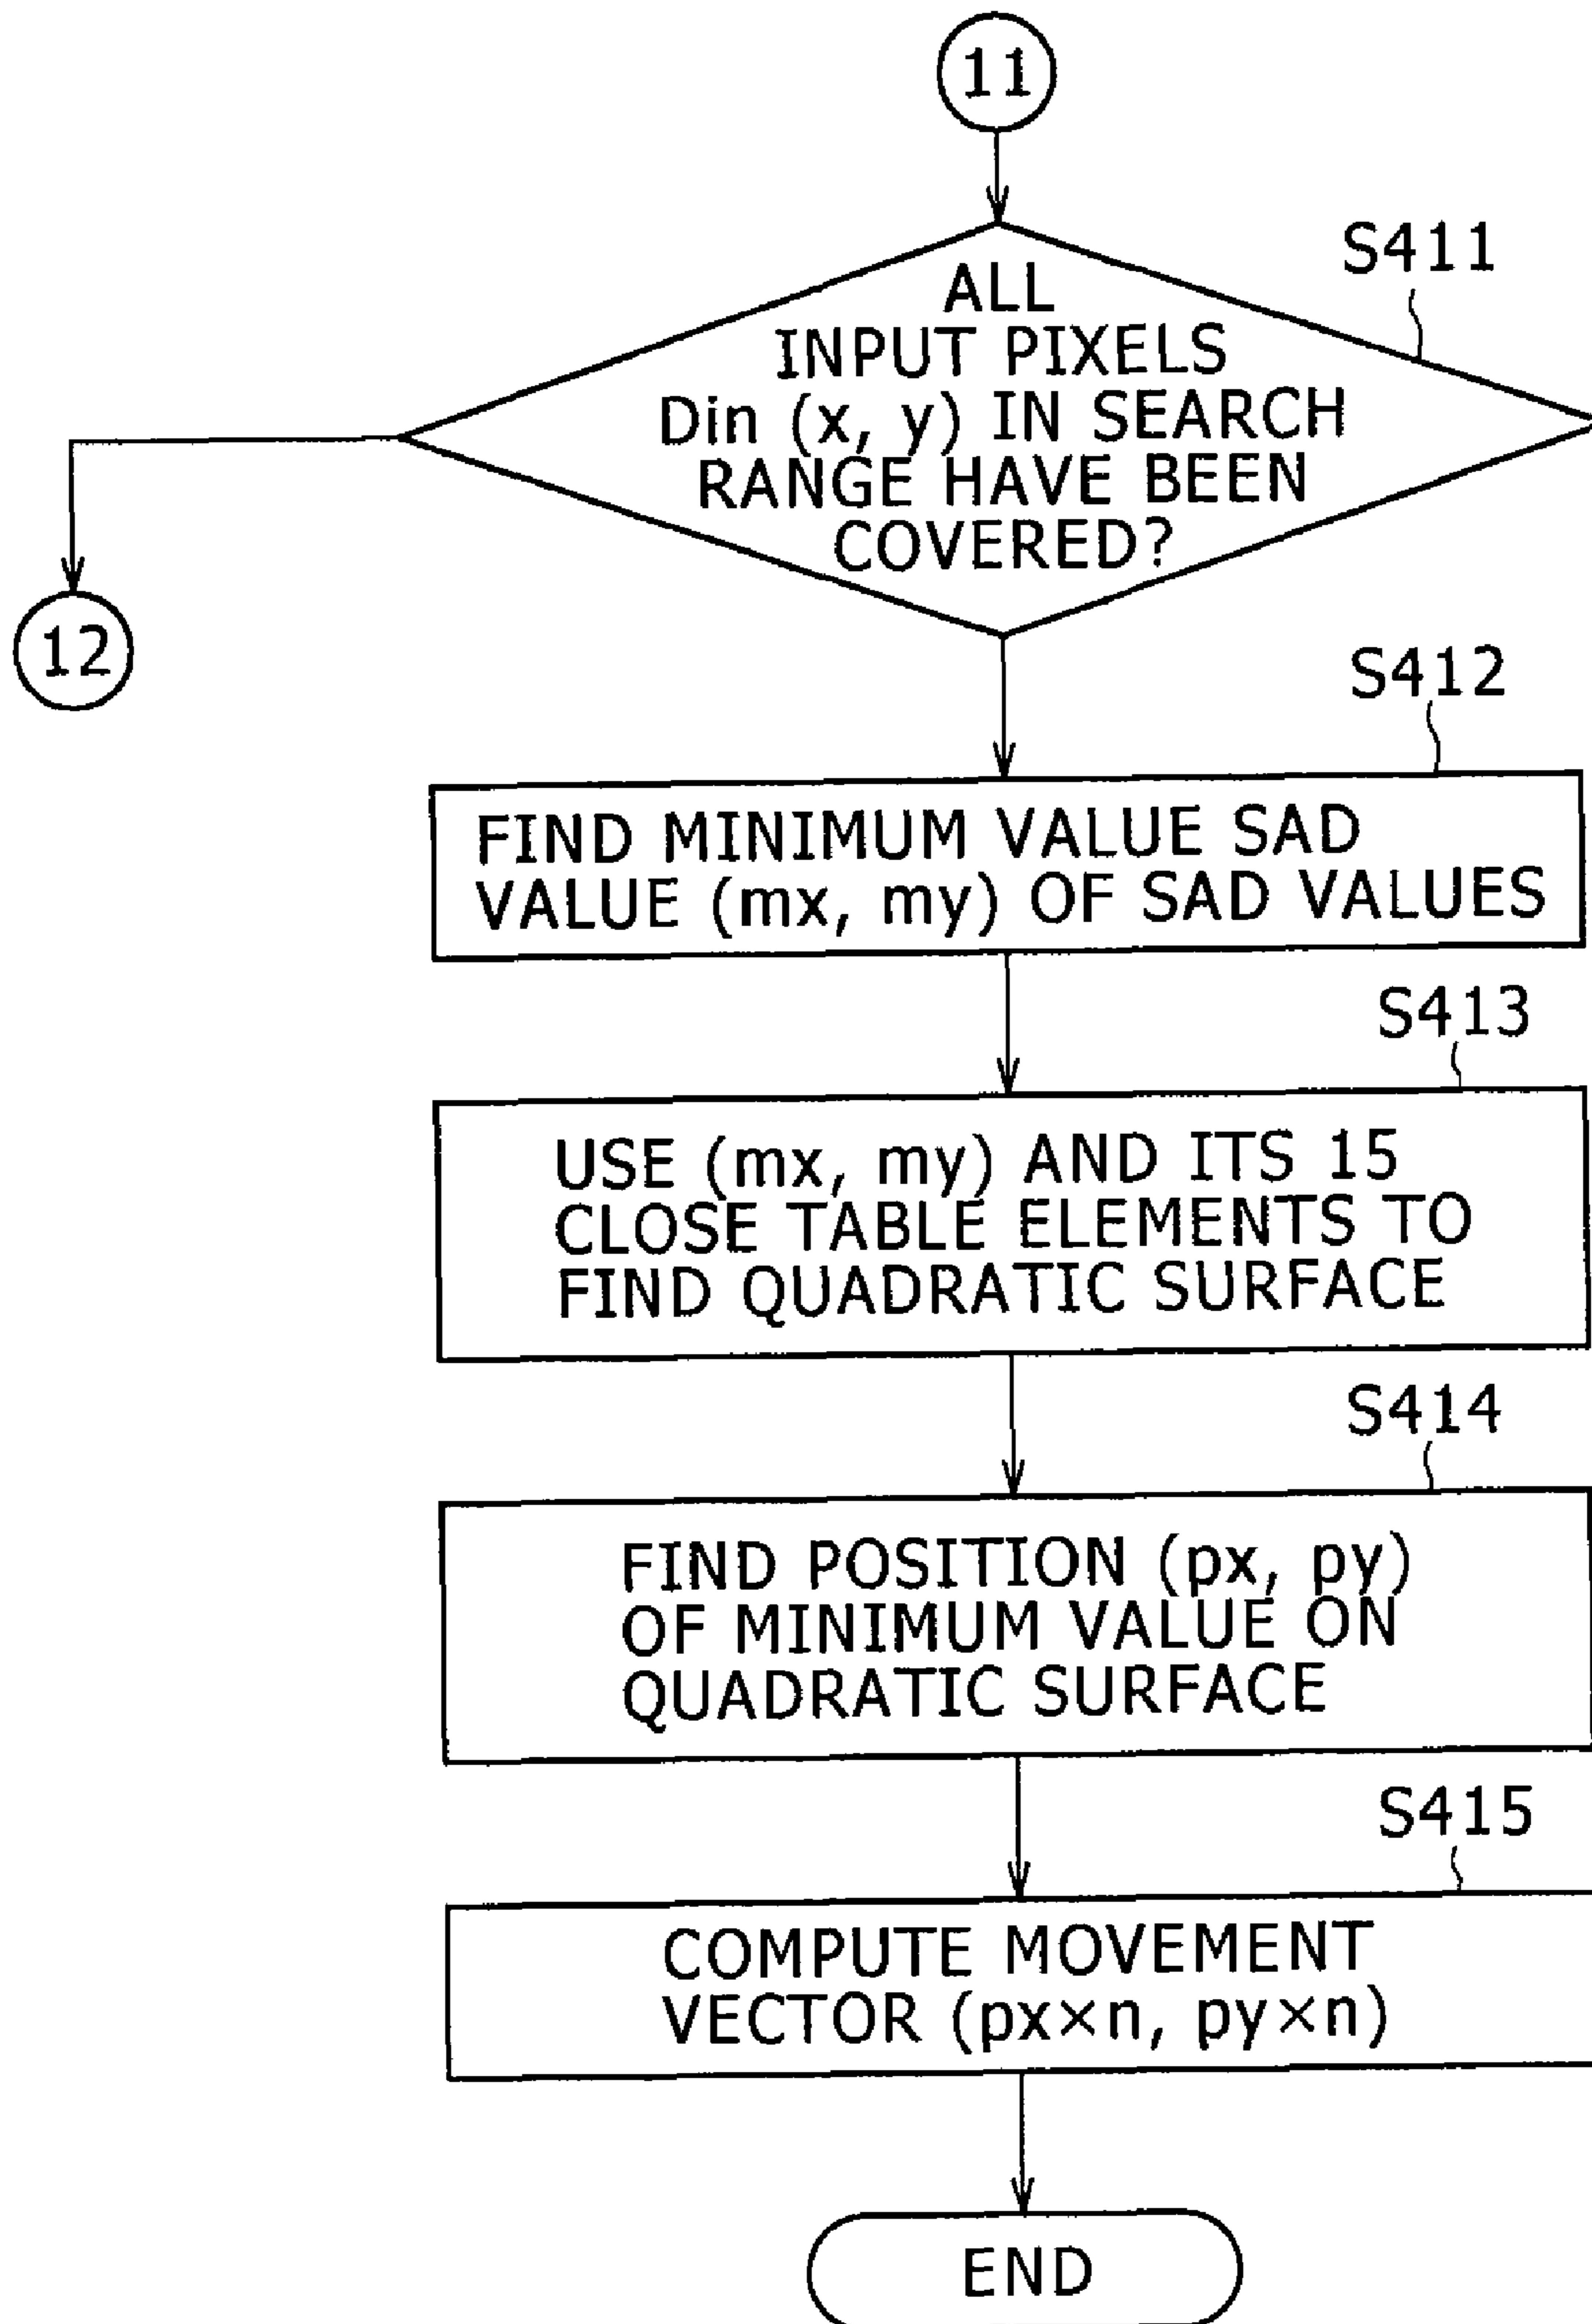 11
S411
ALL
INPUT PIXELS
Din (x, y) IN SEARCH
RANGE HAVE BEEN
COVERED?
12
S412
FIND MINIMUM VALUE SAD
VALUE (mx, my) OF SAD VALUES
S413
USE (mx, my) AND ITS 15
CLOSE TABLE ELEMENTS TO
FIND QUADRATIC SURFACE
S414
FIND POSITION (px, py)
OF MINIMUM VALUE ON
QUADRATIC SURFACE
S415
COMPUTE MOVEMENT
VECTOR (px×n, py×n)
END